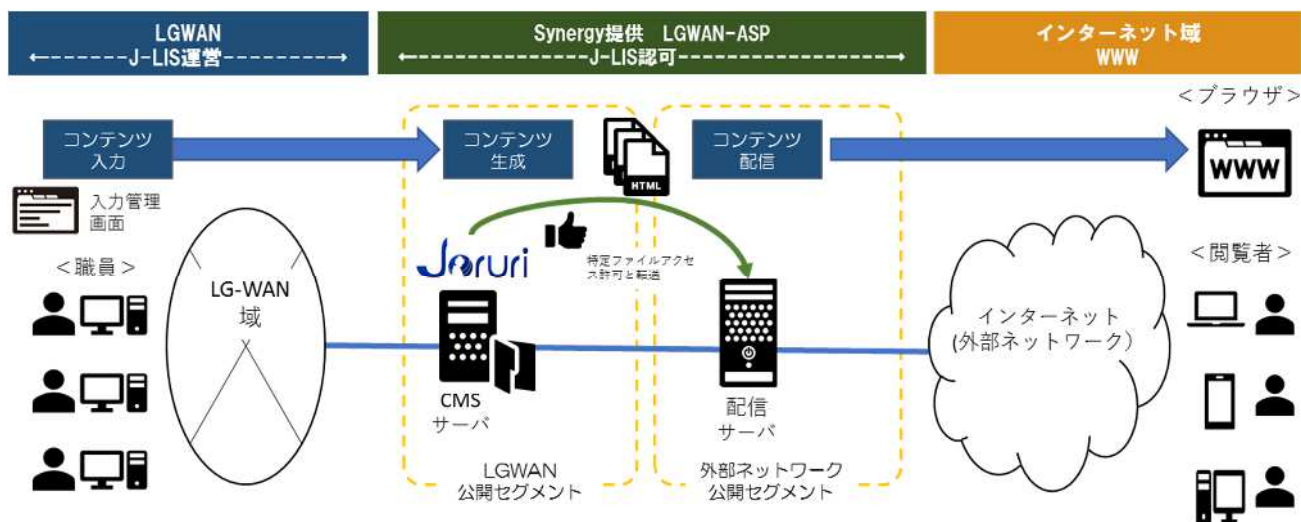 LGWAN
←-------J-LIS運営---------→
Synergy提供 LGWAN-ASP
←-------------J-LIS認可-----------------→
インターネット域
WWW
＜ブラウザ＞
コンテンツ
入力
コンテンツ
生成
HTML
コンテンツ
配信
WWW
入力管理
画面
＜職員＞
Joruri
特定ファイルアクセ
ス許可と転送
＜閲覧者＞
LG-WAN
域
インターネット
(外部ネットワーク）
CMS
サーバ
配信
サーバ
LGWAN
公開セグメント
外部ネットワーク
公開セグメント